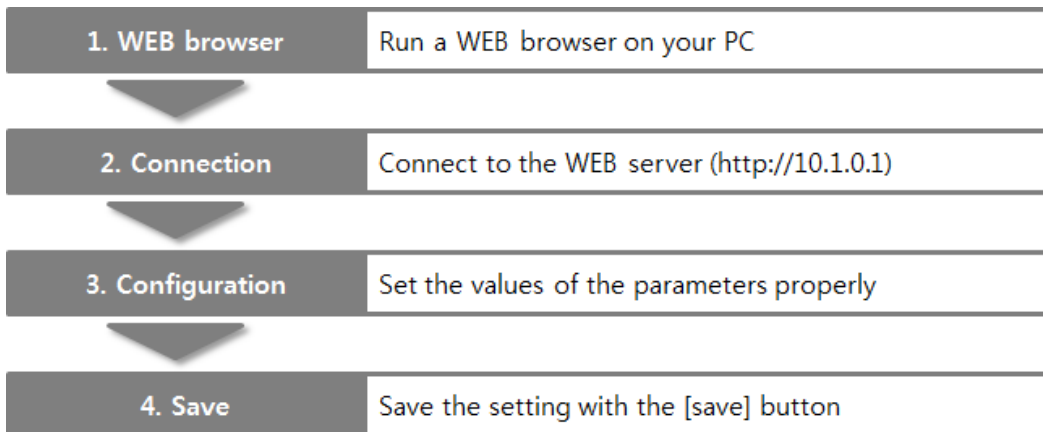 1. WEB browser
Run a WEB browser on your PC
2. Connection
Connect to the WEB server (http://10.1.0.1)
3. Configuration
Set the values of the parameters properly
4. Save
Save the setting with the [save] button